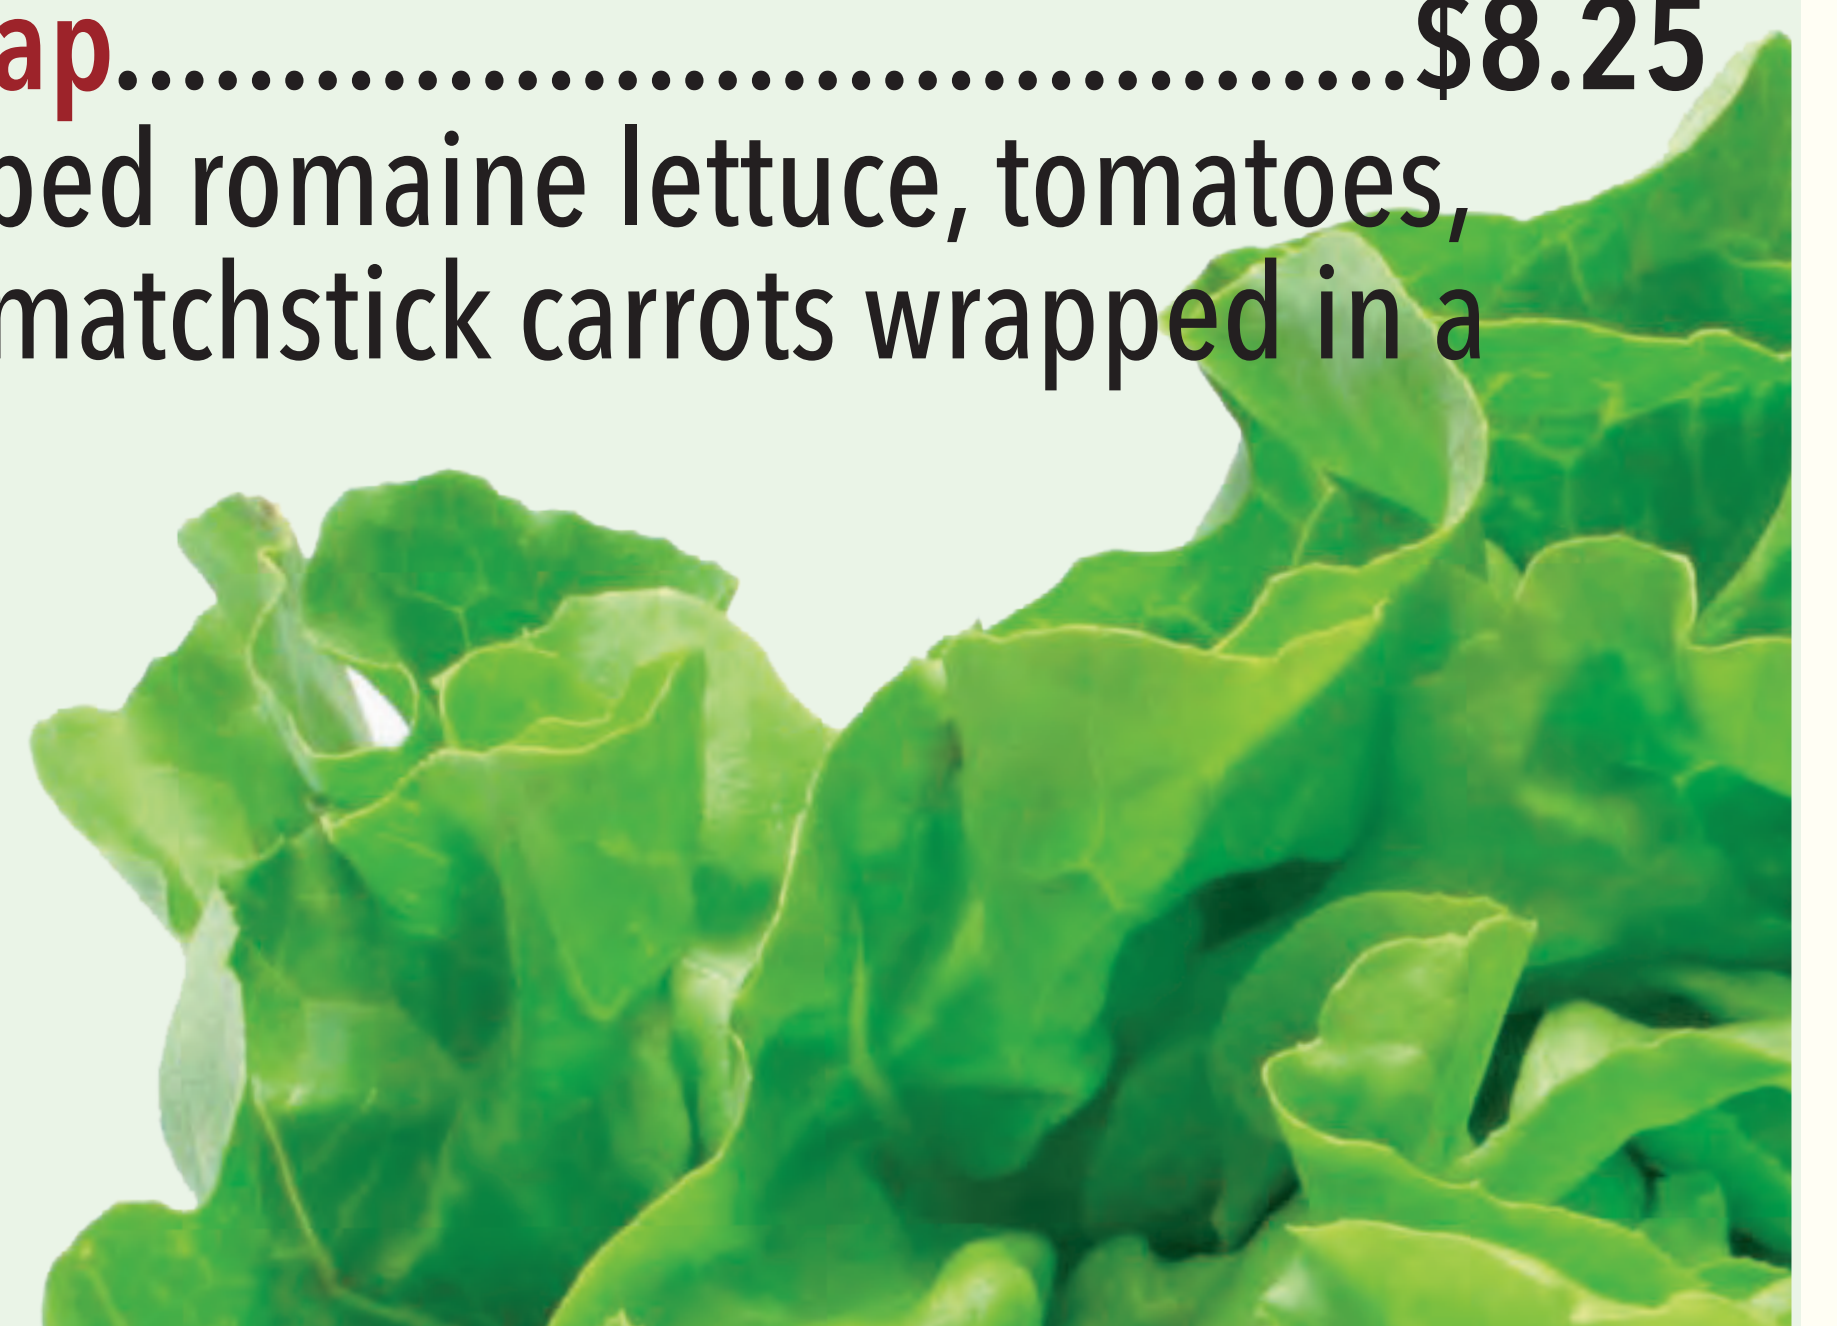 ap.......................................$8.25
ped romaine lettuce, tomatoes,
matchstick carrots wrapped in a